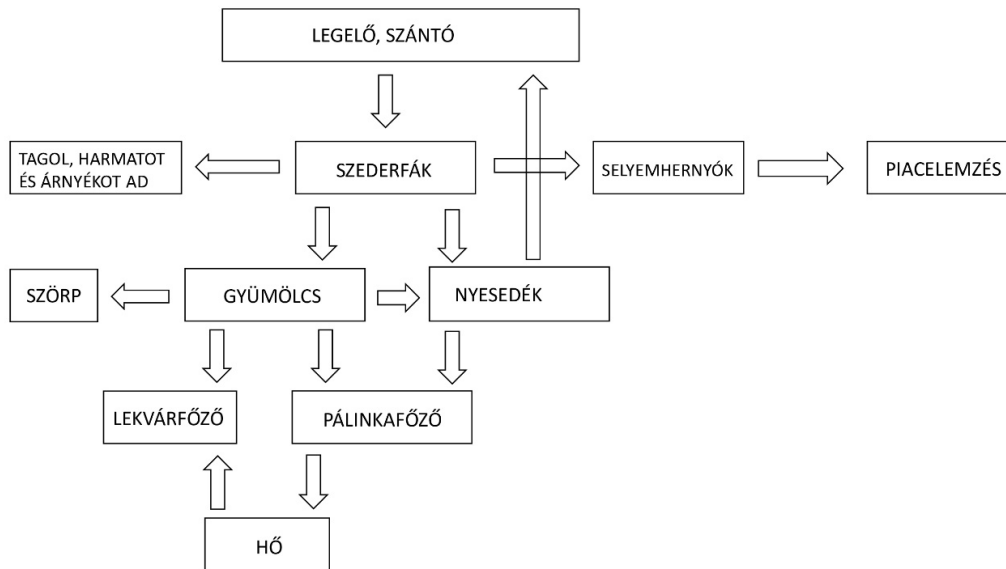 LEGELŐ, SZÁNTÓ
TAGOL, HARMATOT
ÉS ÁRNYÉKOT AD
SZEDERFÁK
SELYEMHERNYÓK
PIACELEMZÉS
SZÖRP
GYÜMÖLCS
NYESEDÉK
LEKVÁRFŐZŐ
PÁLINKAFŐZŐ
HŐ